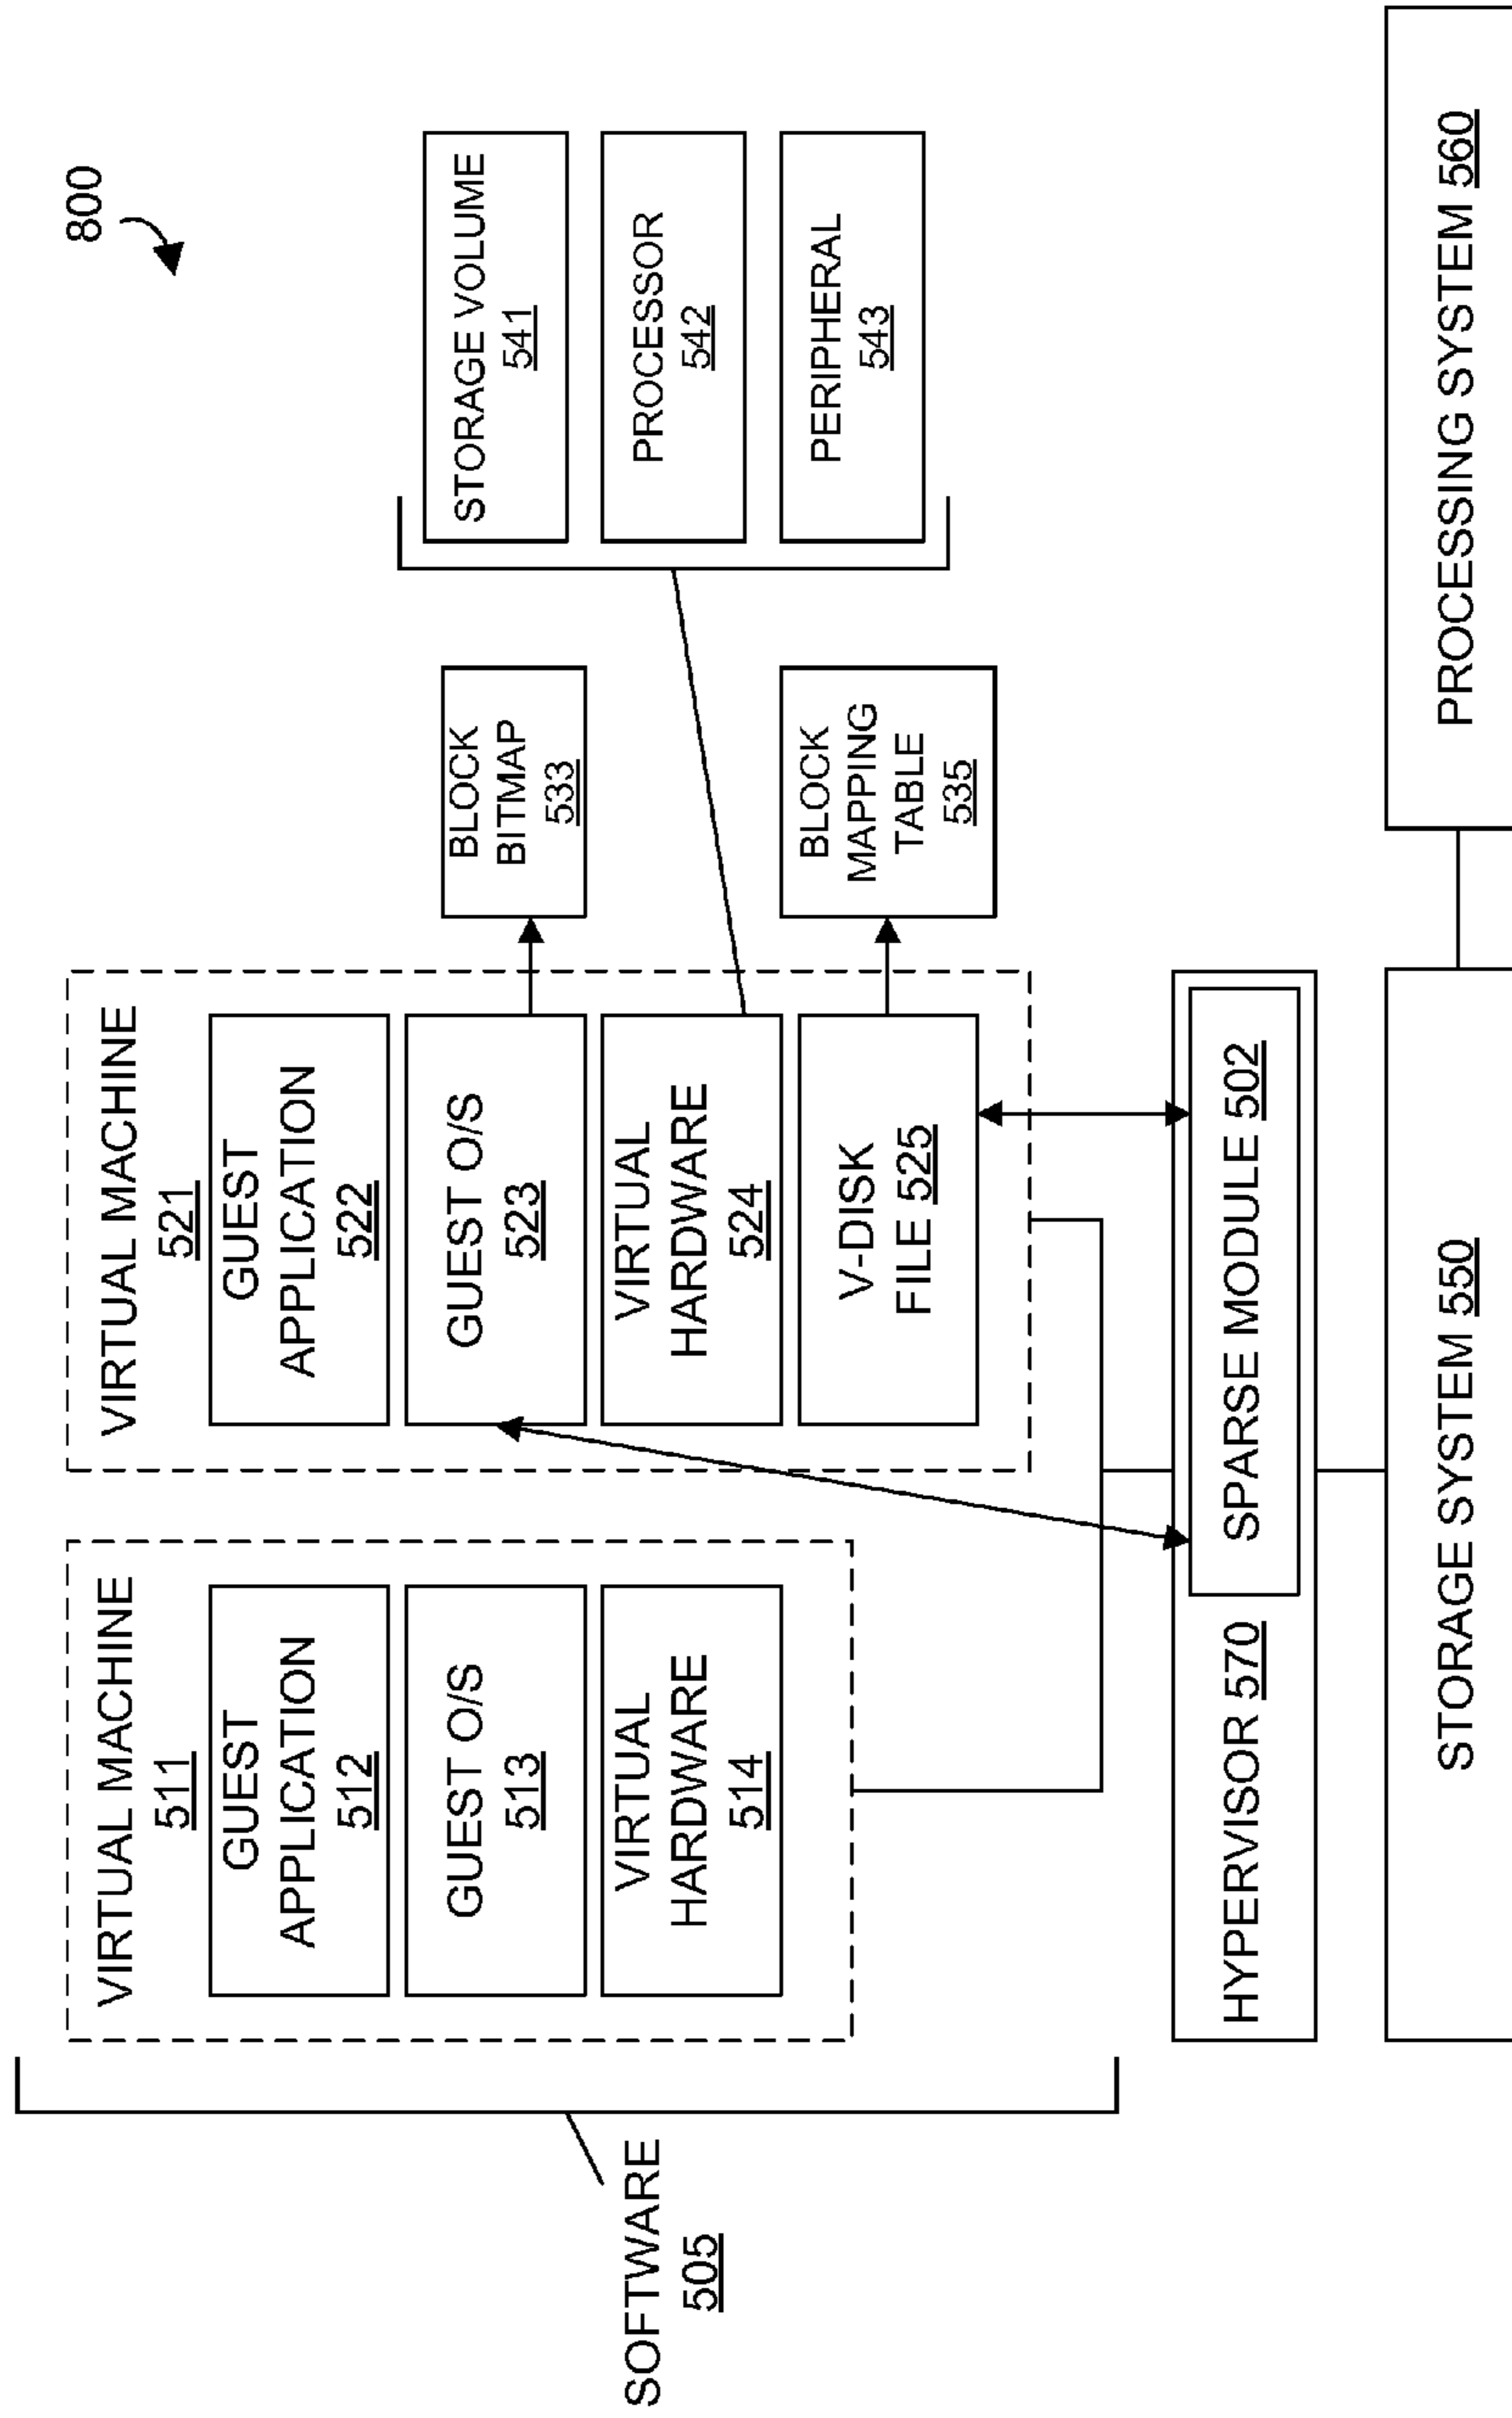 800
SOFTWARE
505
VIRTUAL MACHINE
511
GUEST
APPLICATION
512
GUEST O/S
513
VIRTUAL
HARDWARE
514
VIRTUAL MACHINE
521
GUEST
APPLICATION
522
GUEST O/S
523
VIRTUAL
HARDWARE
524
V-DISK
FILE 525
BLOCK
BITMAP
533
BLOCK
MAPPING
TABLE
535
STORAGE VOLUME
541
PROCESSOR
542
PERIPHERAL
543
HYPERVISOR 570
SPARSE MODULE 502
STORAGE SYSTEM 550
PROCESSING SYSTEM 560